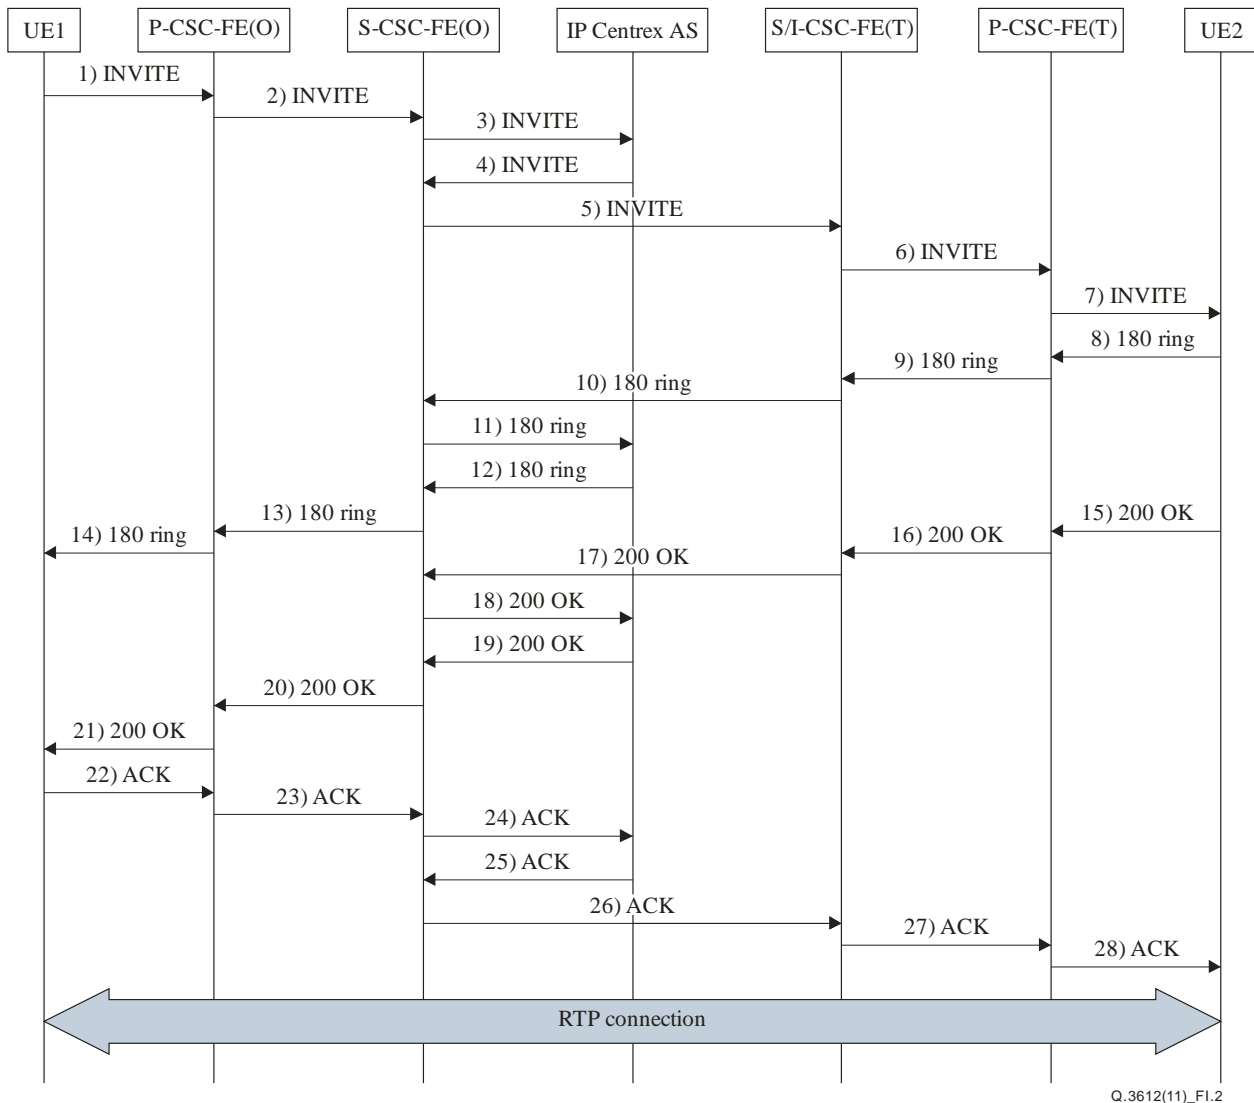 UE1
P-CSC-FE(O)
S-CSC-FE(O)
IP Centrex AS
S/I-CSC-FE(T)
P-CSC-FE(T)
UE2
1) INVITE
2) INVITE
3) INVITE
4) INVITE
5) INVITE
6) INVITE
7) INVITE
8) 180 ring
9) 180 ring
10) 180 ring
11) 180 ring
12) 180 ring
13) 180 ring
14) 180 ring
15) 200 OK
16) 200 OK
17) 200 OK
18) 200 OK
19) 200 OK
20) 200 OK
21) 200 OK
22) ACK
23) ACK
24) ACK
25) ACK
26) ACK
27) ACK
28) ACK
RTP connection
Q.3612(11)_FI.2